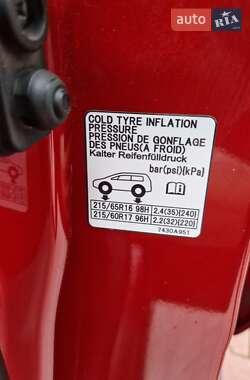 AUTO RIA
COLD TYRE INFLATION
PRESSURE
PRESSION DE GONFLAGE
DES PNEUS(A FROID)
Kalter Reifenfülldruck
bar(psi){kPa}
215/65R16 98H 2.4(35){240}
215/60R17 96H 2.2(32){220}
7430A951